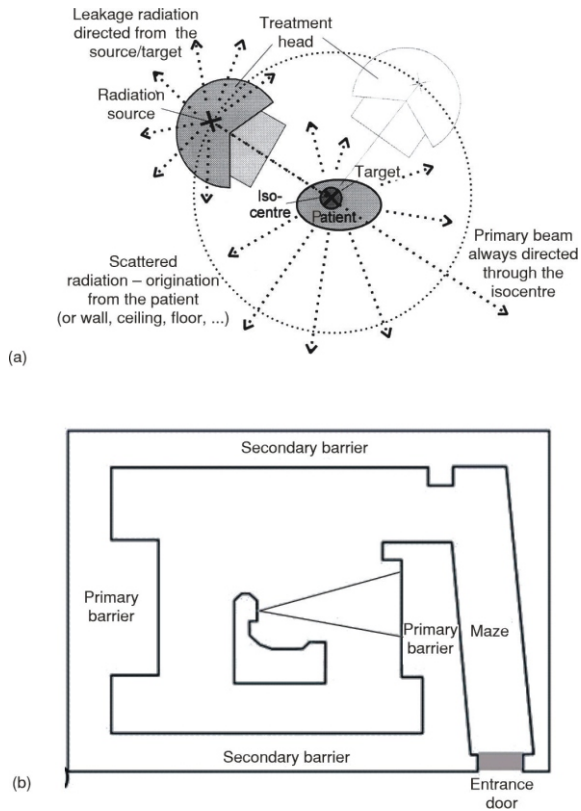 Leakage radiation
directed from the
source/target
Treatment
head
Radiation
source
Target
Iso-
centre
Patient
Primary beam
always directed
through the
isocentre
Scattered
radiation – origination
from the patient
(or wall, ceiling, floor, ...)
(a)
Secondary barrier
Primary
barrier
Primary
barrier
Maze
Secondary barrier
Entrance
door
(b)